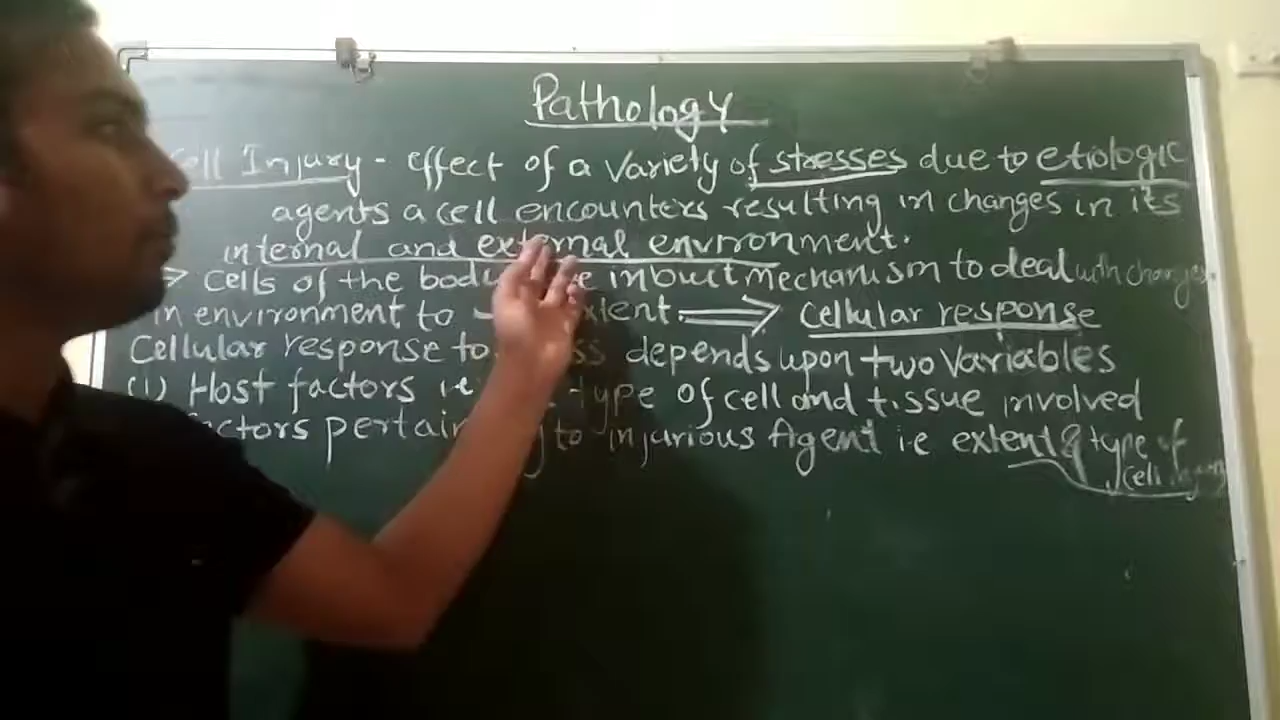 Pathology
Cell Injury - effect of a variety of stresses due to etiologic
agents a cell encounters resulting in changes in its
internal and external envronment.
→ Cells of the body inbuct mechanism to deal with changes
in environment to extent ⟹ Cellular response
Cellular response to depends upon two Variables
(1) Host factors i.e type of cell and tissue involved
pertaining to injurious Agent i.e extent & type of
cell